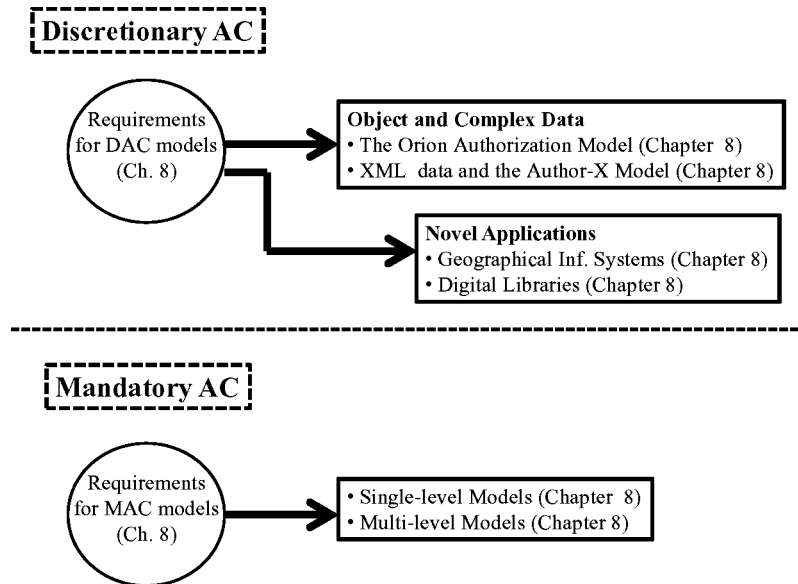 Discretionary AC
Requirements
for DAC models
(Ch. 8)
Object and Complex Data
• The Orion Authorization Model (Chapter 8)
• XML data and the Author-X Model (Chapter 8)
Novel Applications
• Geographical Inf. Systems (Chapter 8)
• Digital Libraries (Chapter 8)
Mandatory AC
Requirements
for MAC models
(Ch. 8)
• Single-level Models (Chapter 8)
• Multi-level Models (Chapter 8)